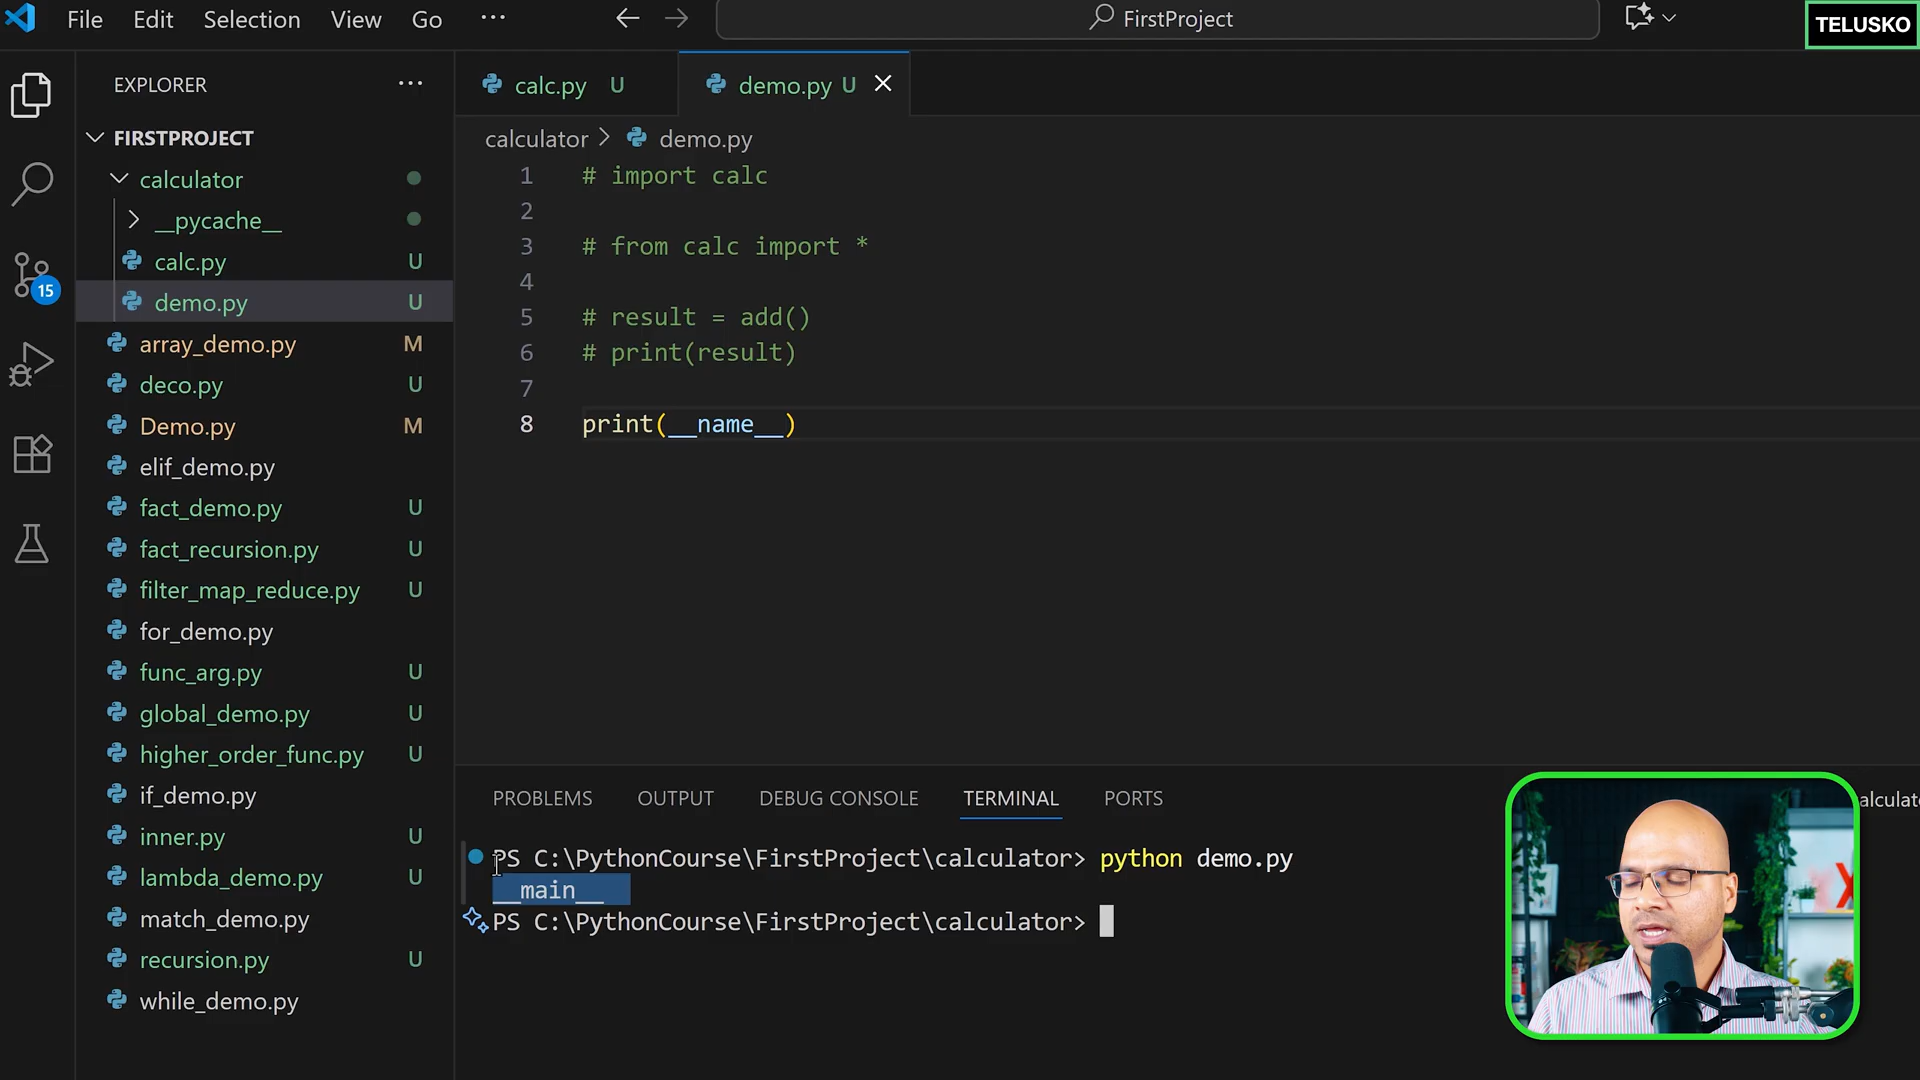 File Edit Selection View Go ... FirstProject TELUSKO
EXPLORER ...
calc.py U demo.py U
FIRSTPROJECT
calculator > demo.py
calculator
__pycache__
calc.py U
demo.py U
array_demo.py M
deco.py U
Demo.py M
elif_demo.py
fact_demo.py U
fact_recursion.py U
filter_map_reduce.py U
for_demo.py
func_arg.py U
global_demo.py U
higher_order_func.py U
if_demo.py
inner.py U
lambda_demo.py U
match_demo.py
recursion.py U
while_demo.py
15
1 # import calc
2
3 # from calc import *
4
5 # result = add()
6 # print(result)
7
8 print(__name__)
PROBLEMS OUTPUT DEBUG CONSOLE TERMINAL PORTS
PS C:\PythonCourse\FirstProject\calculator> python demo.py
__main__
PS C:\PythonCourse\FirstProject\calculator>